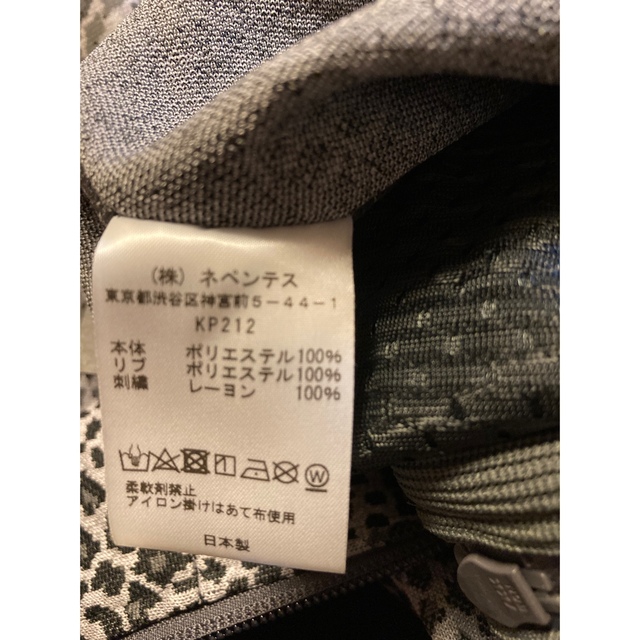 (株) ネペンテス
東京都渋谷区神宮前5-44-1
KP212
本体 ポリエステル100%
リブ ポリエステル100%
刺繍 レーヨン 100%
W
柔軟剤禁止
アイロン掛けはあて布使用
日本製